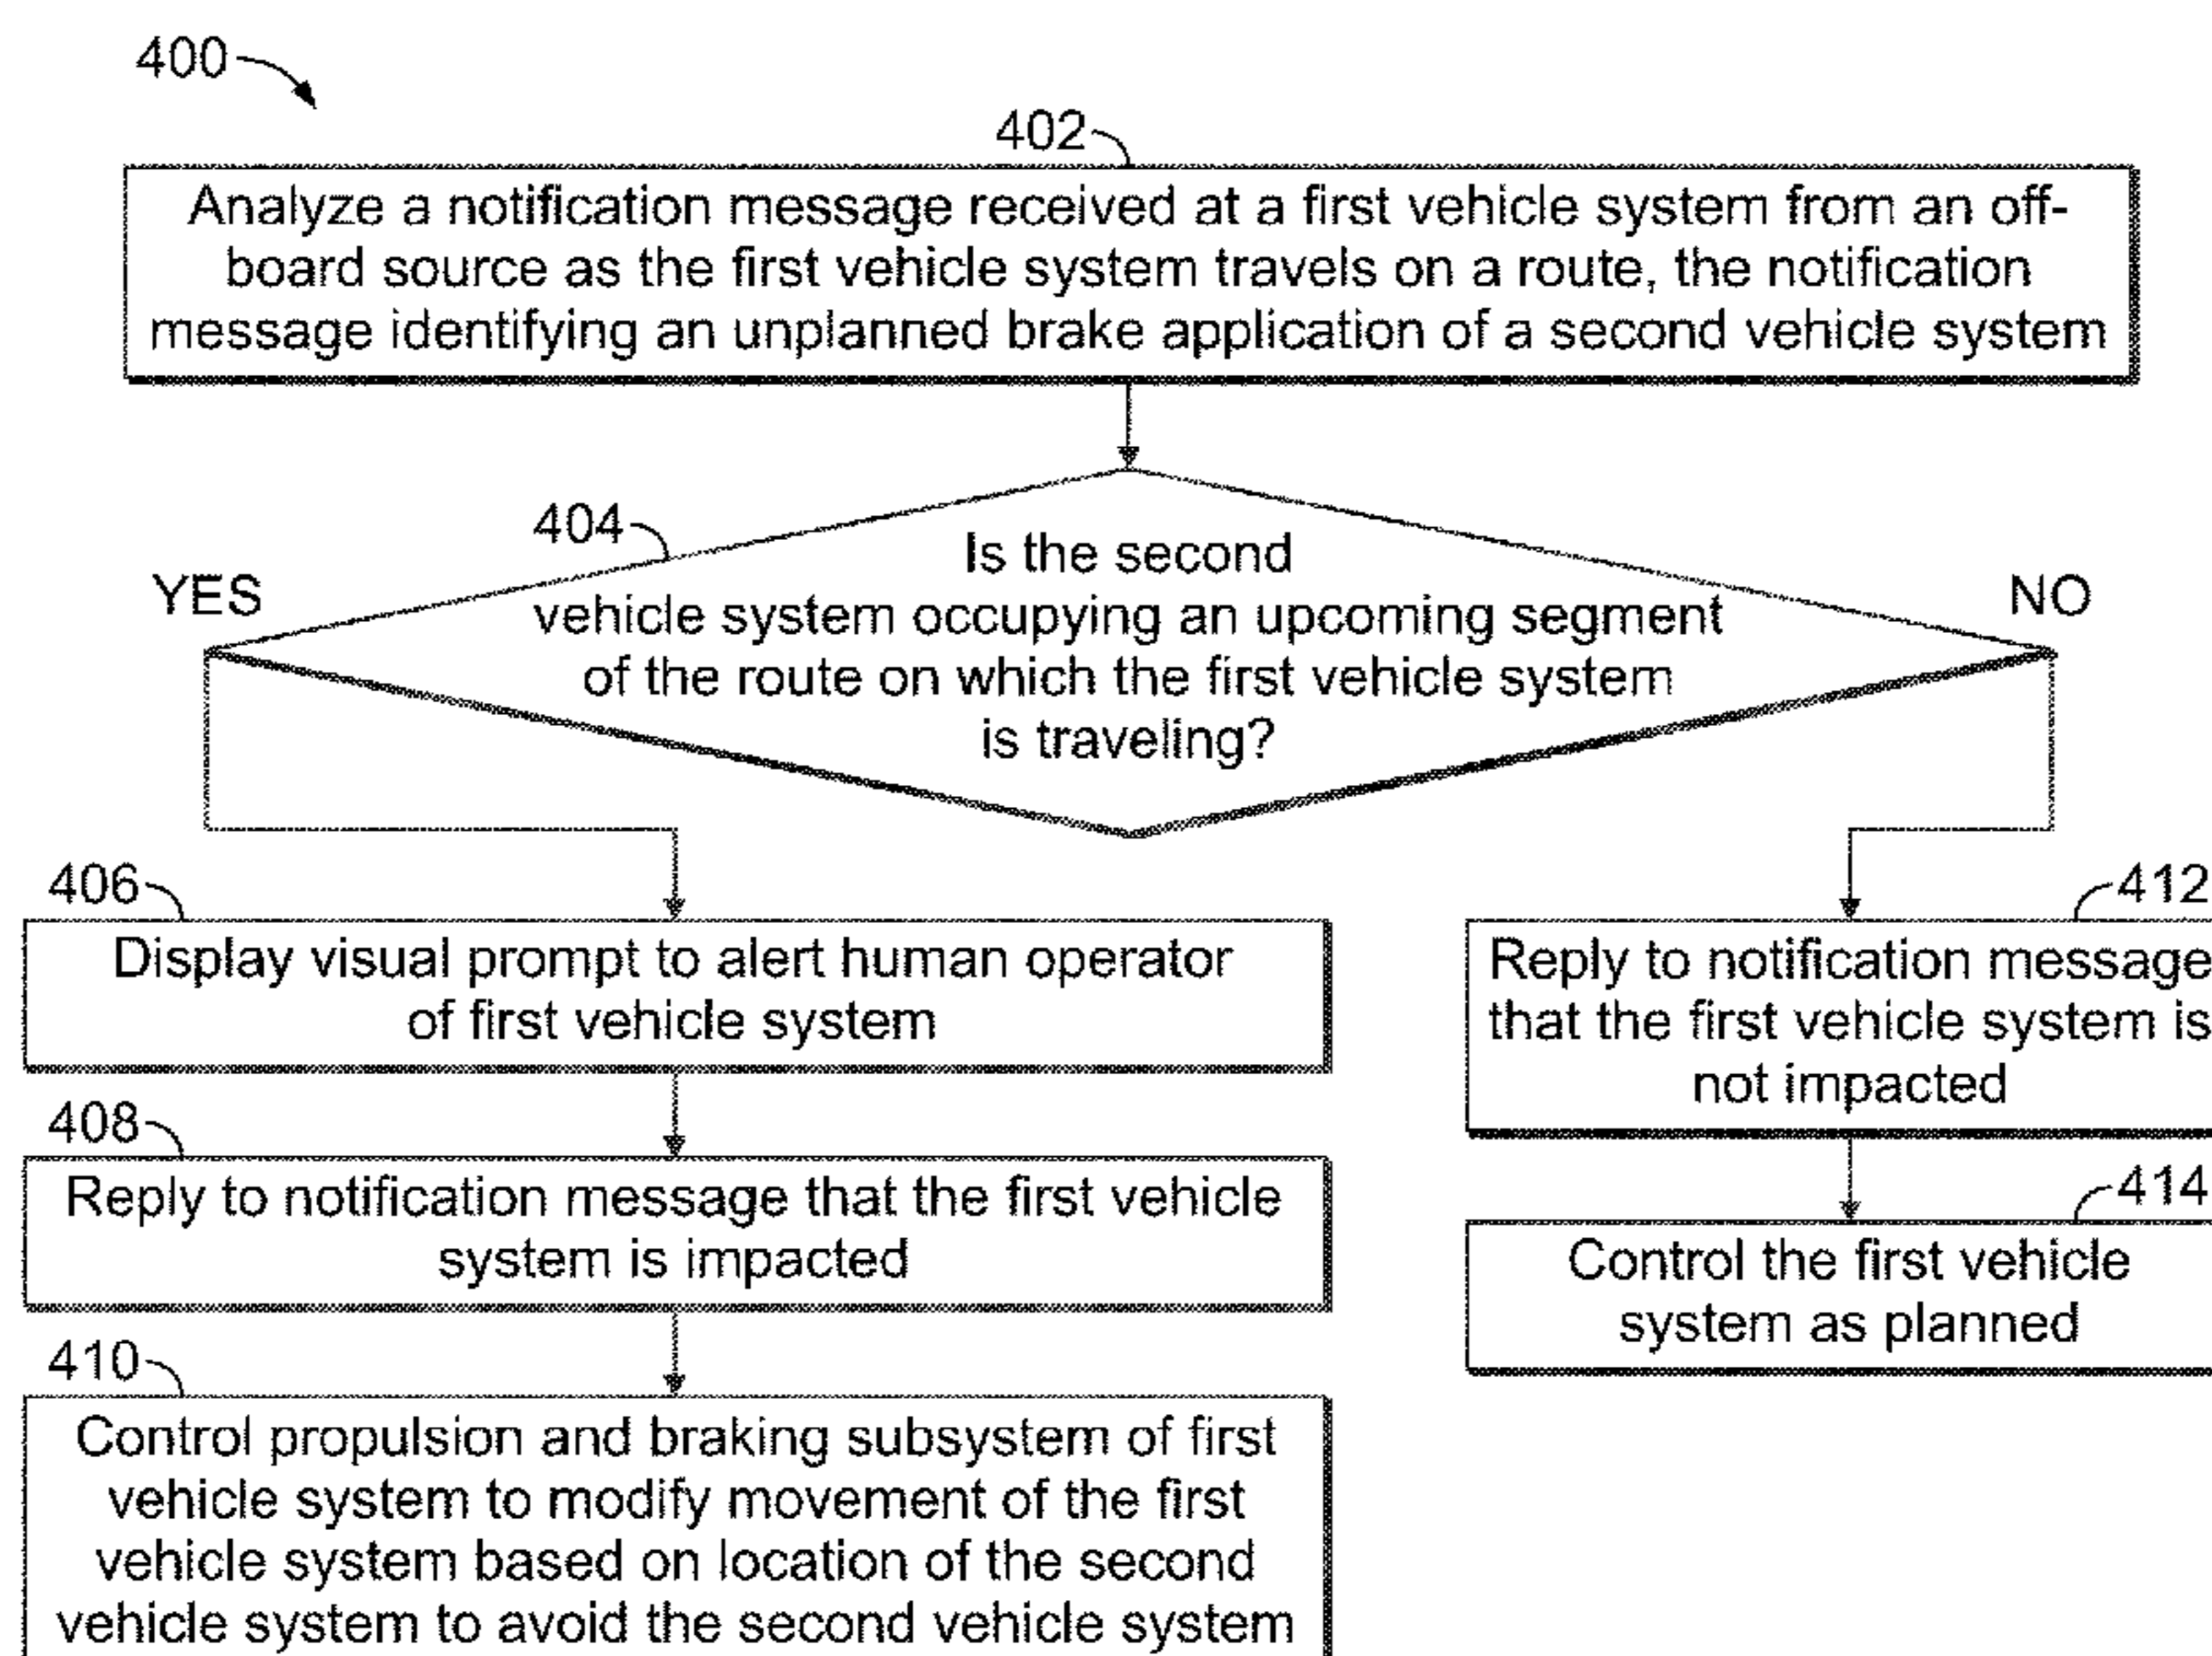 400
402
Analyze a notification message received at a first vehicle system from an off-
board source as the first vehicle system travels on a route, the notification
message identifying an unplanned brake application of a second vehicle system
404
YES
NO
Is the second
vehicle system occupying an upcoming segment
of the route on which the first vehicle system
is traveling?
406
Display visual prompt to alert human operator
of first vehicle system
408
Reply to notification message that the first vehicle
system is impacted
410
Control propulsion and braking subsystem of first
vehicle system to modify movement of the first
vehicle system based on location of the second
vehicle system to avoid the second vehicle system
412
Reply to notification message
that the first vehicle system is
not impacted
414
Control the first vehicle
system as planned